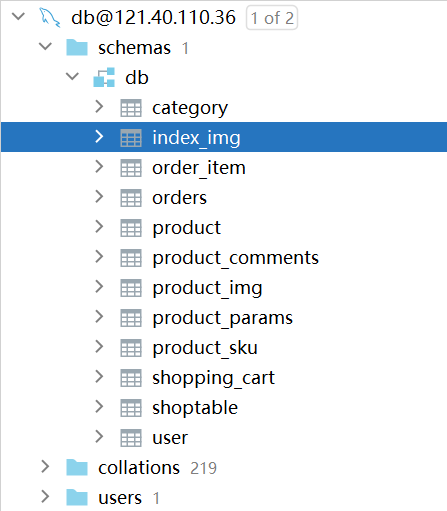 db@121.40.110.36 1 of 2
schemas 1
db
category
index_img
order_item
orders
product
product_comments
product_img
product_params
product_sku
shopping_cart
shoptable
user
collations 219
users 1